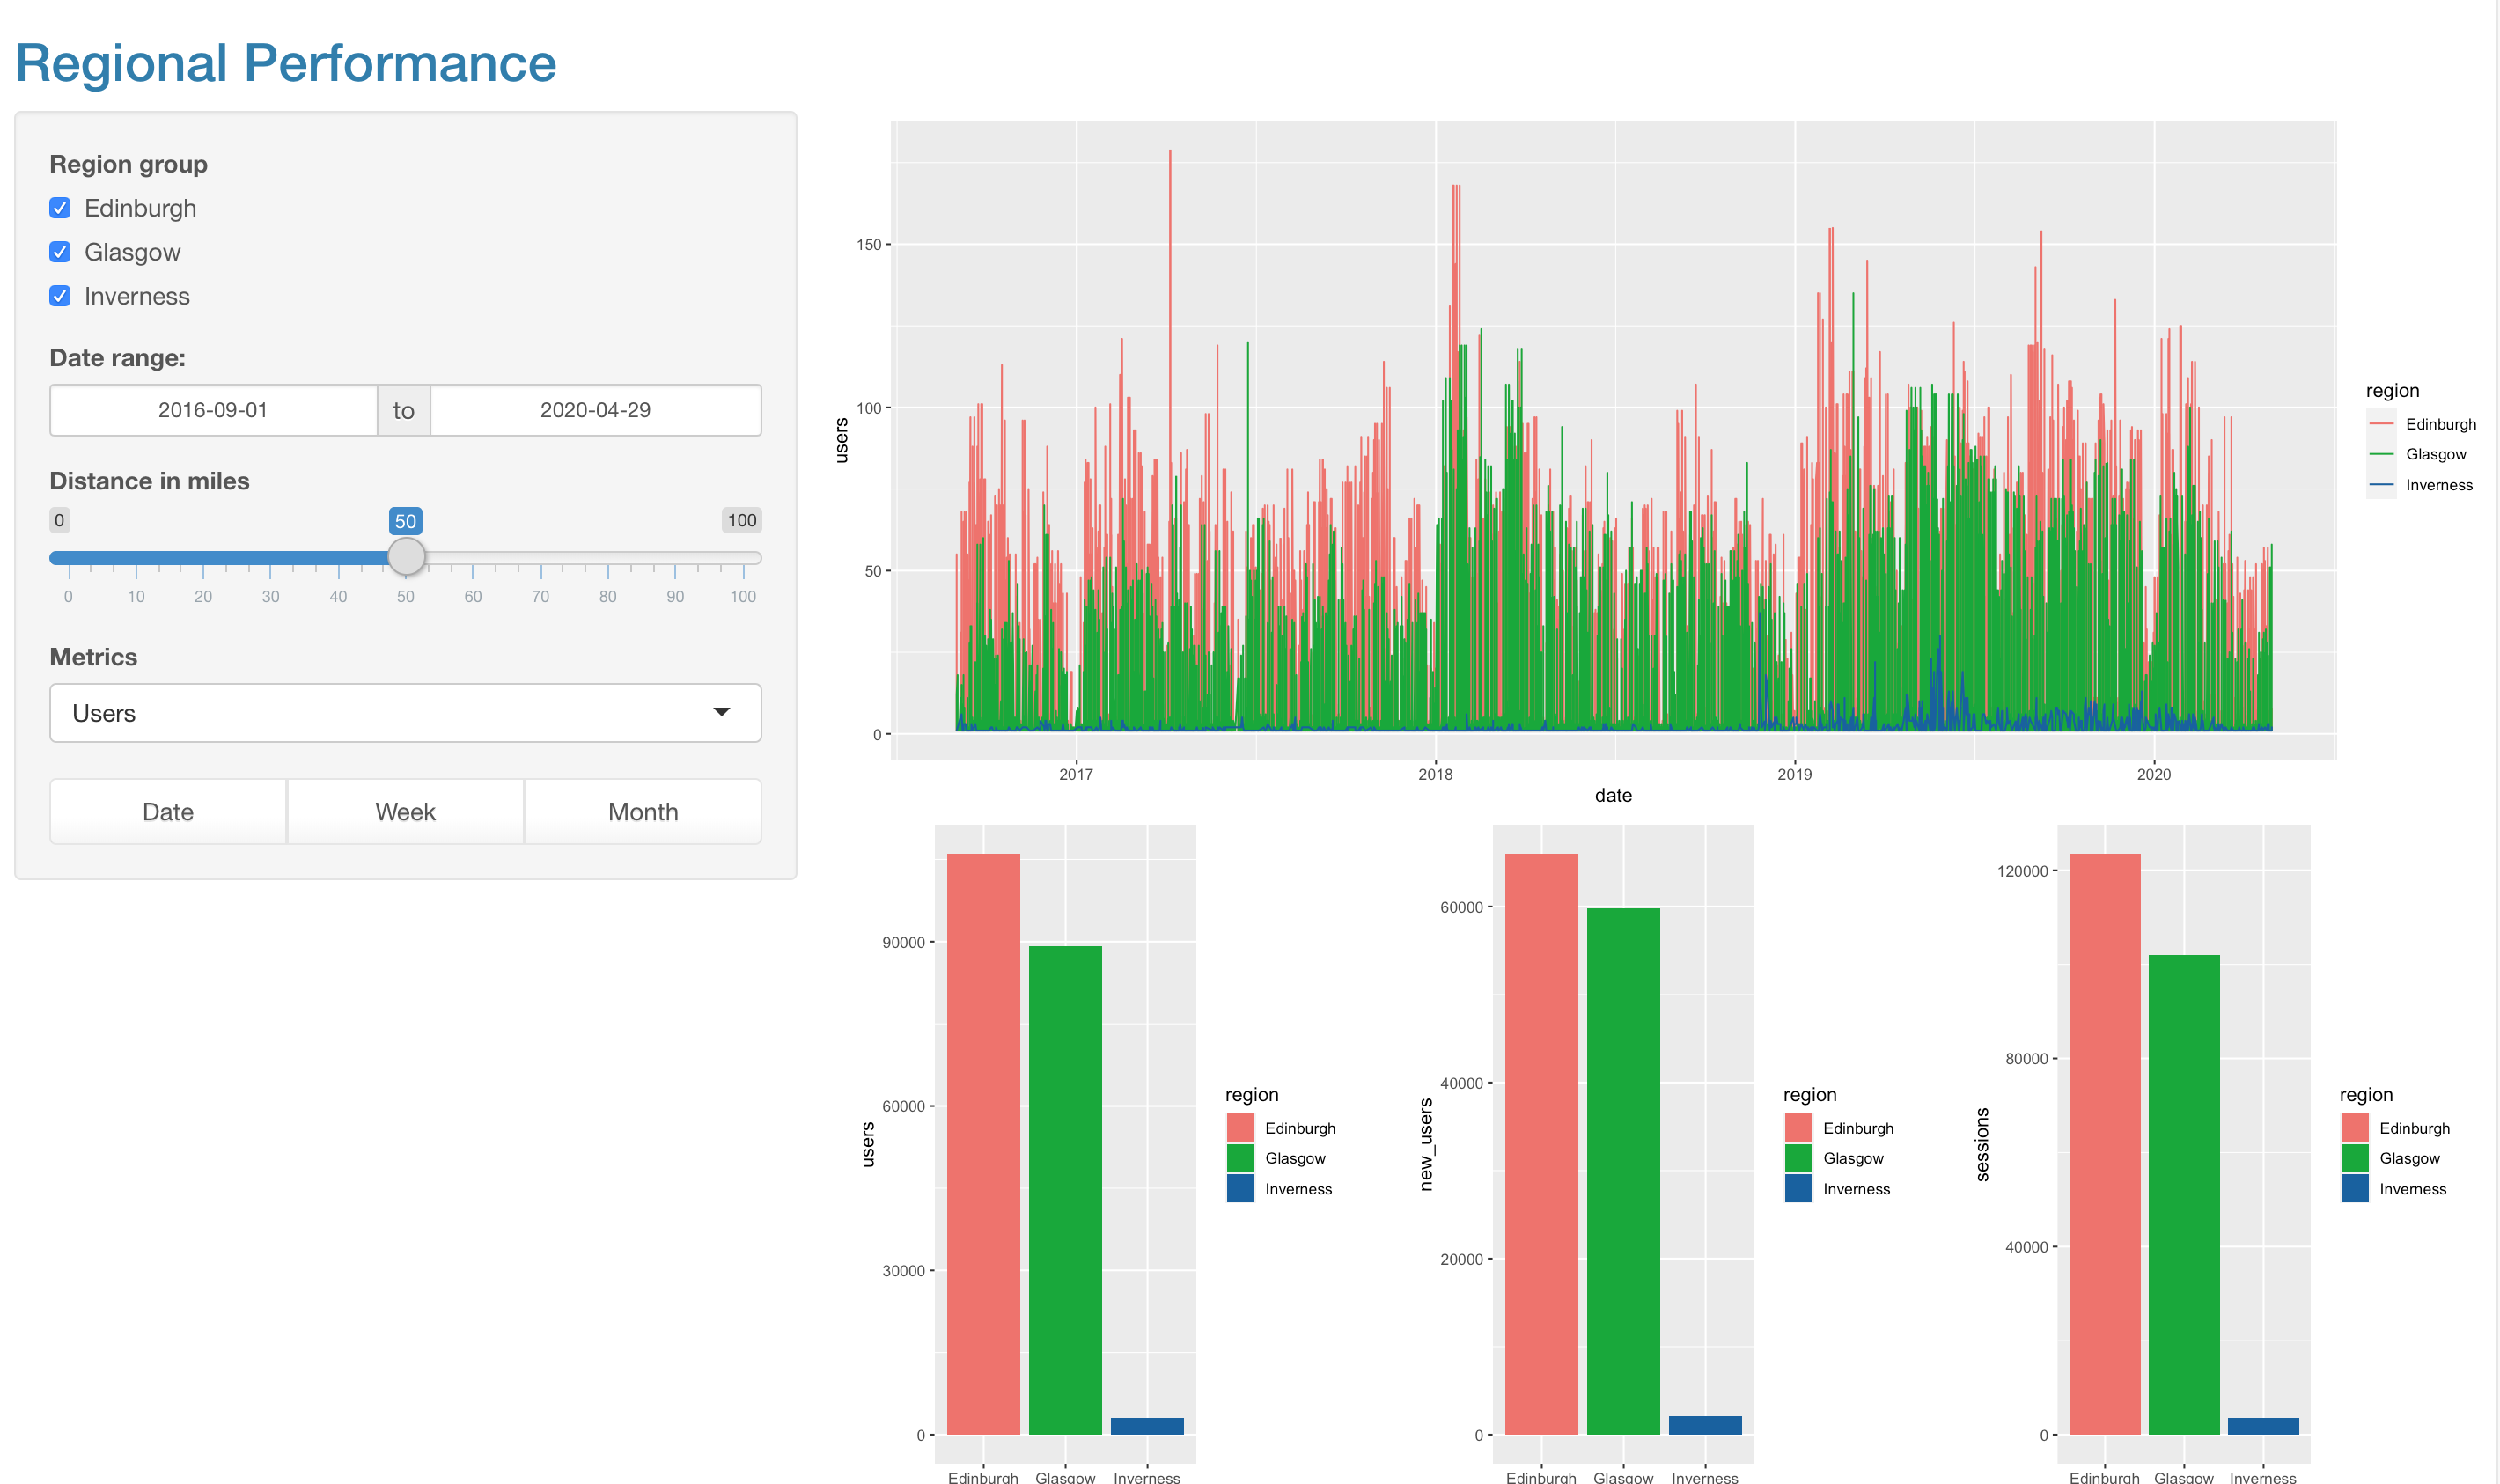 Regional Performance
Region group
Edinburgh
Glasgow
Inverness
Date range:
2016-09-01 to 2020-04-29
Distance in miles
0 50 100
0 10 20 30 40 50 60 70 80 90 100
Metrics
Users
Date Week Month
users
150
100
50
0
2017 2018 2019 2020
date
region
Edinburgh
Glasgow
Inverness
users
90000
60000
30000
0
Edinburgh Glasgow Inverness
region
Edinburgh
Glasgow
Inverness
new_users
60000
40000
20000
0
Edinburgh Glasgow Inverness
region
Edinburgh
Glasgow
Inverness
sessions
120000
80000
40000
0
Edinburgh Glasgow Inverness
region
Edinburgh
Glasgow
Inverness